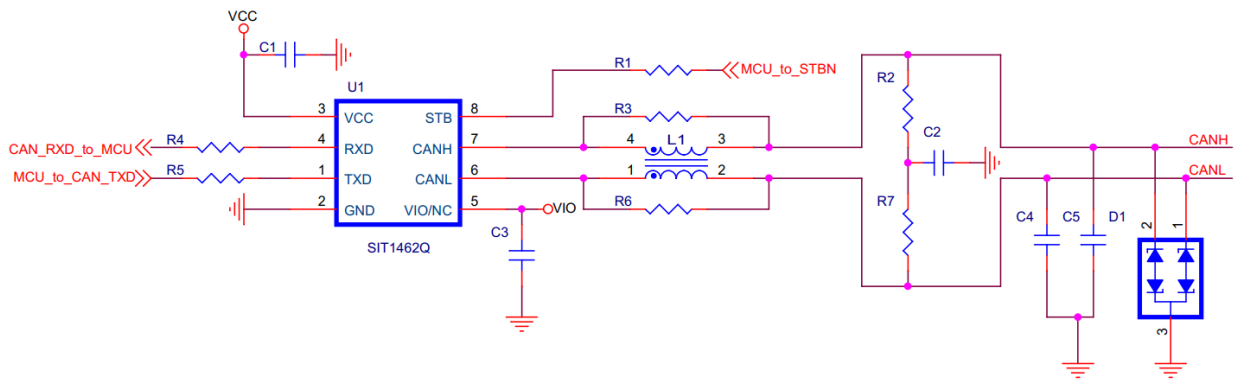 VCC
C1
U1
R1
MCU_to_STBN
R2
3 VCC STB 8
R3
C2
CAN_RXD_to_MCU R4 4 RXD CANH 7 4 L1 3
CANH
MCU_to_CAN_TXD R5 1 TXD CANL 6 1 2
CANL
2 GND VIO/NC 5 VIO
R6
R7
C3
C4 C5 D1
2 1
SIT1462Q
3